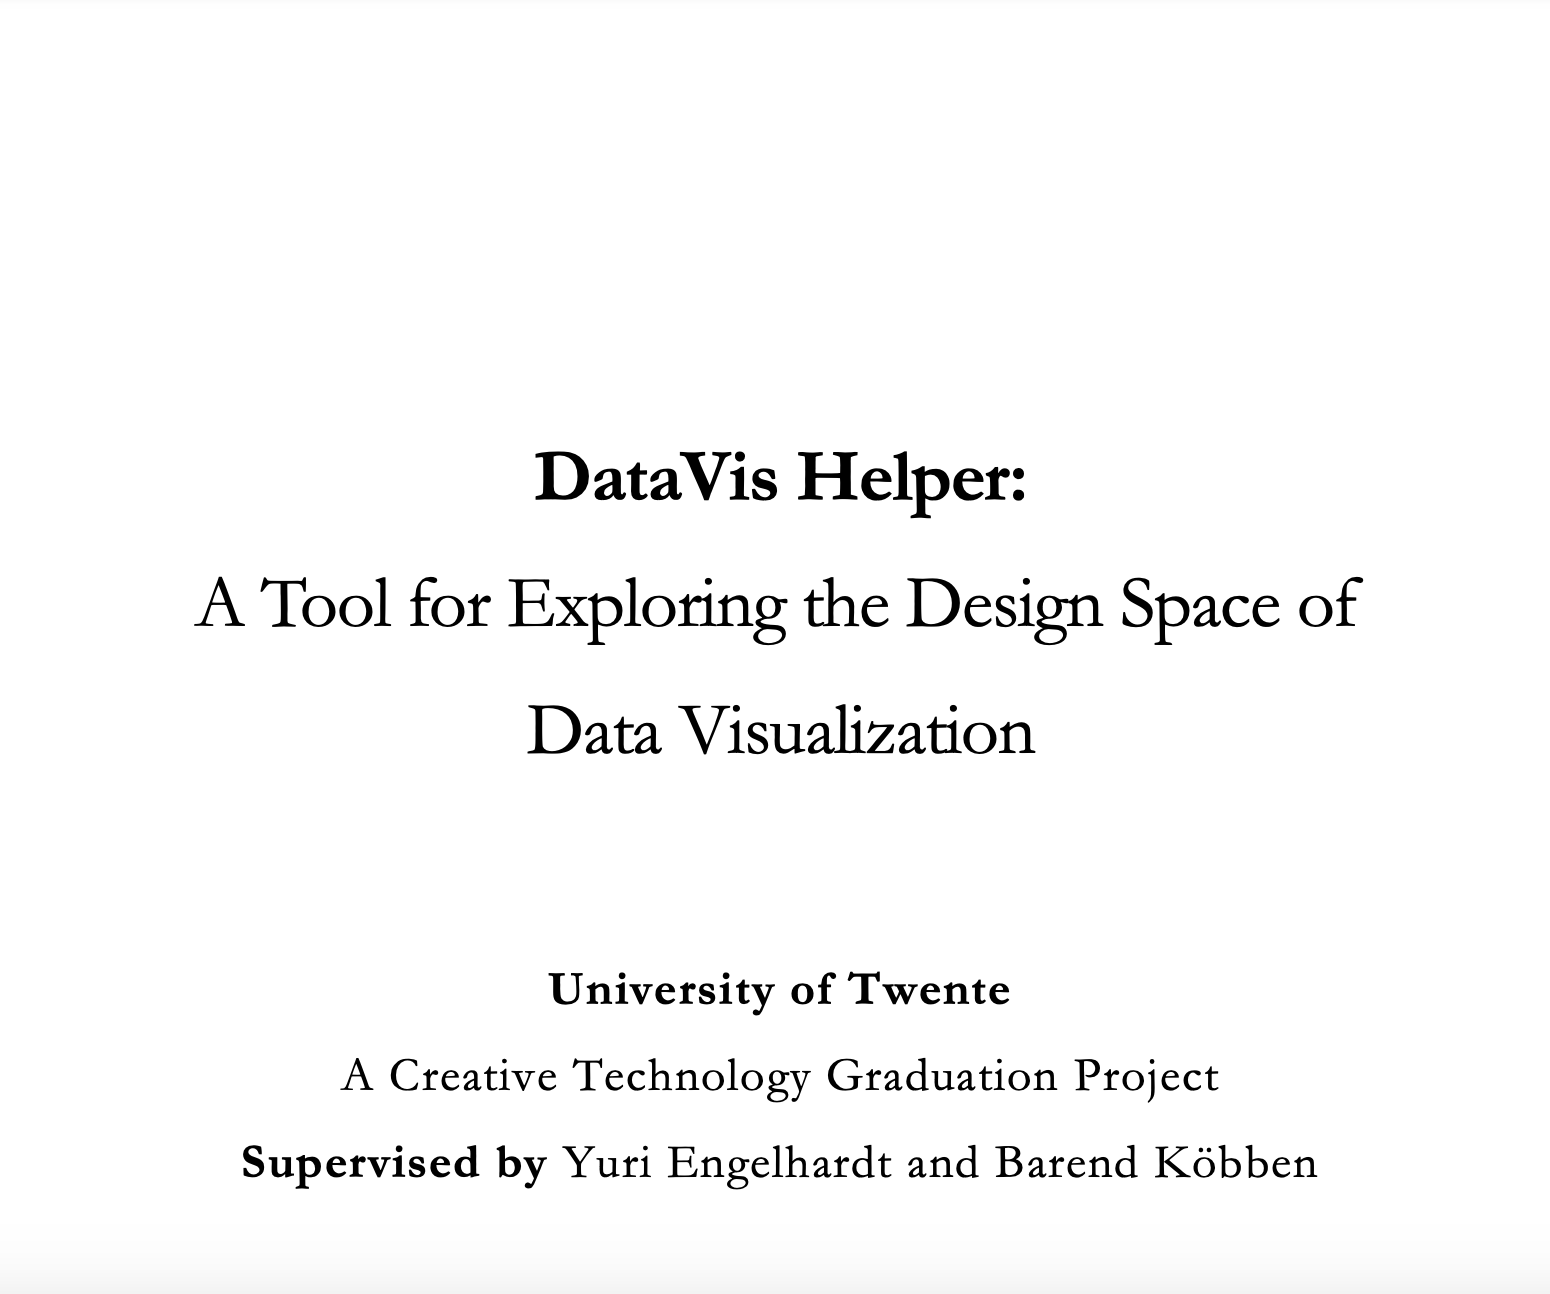 DataVis Helper:
A Tool for Exploring the Design Space of
Data Visualization
University of Twente
A Creative Technology Graduation Project
Supervised by Yuri Engelhardt and Barend Köbben